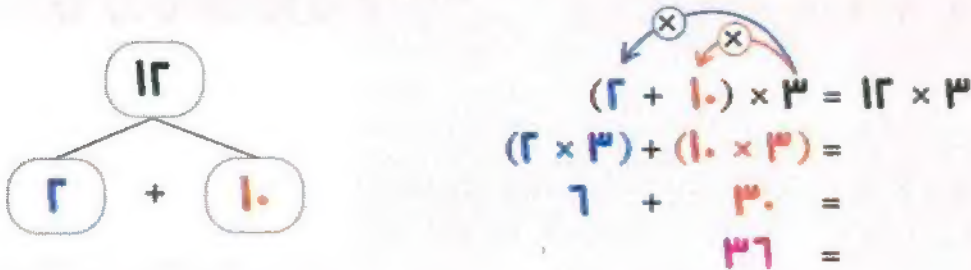 ١٢
٢ + ١٠
١٢ × ٣ = ٣ × (١٠ + ٢)
= (١٠ × ٣) + (٢ × ٣)
= ٣٠ + ٦
= ٣٦
× ×